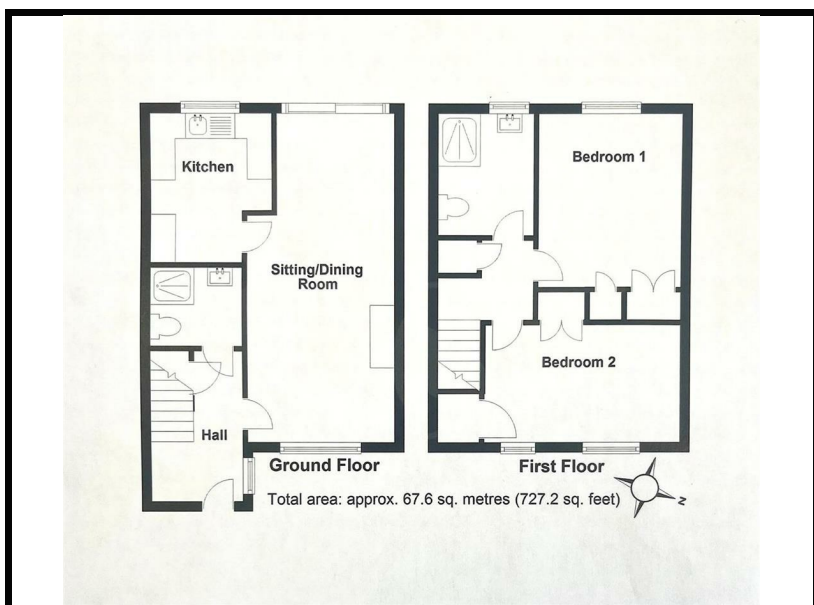 Kitchen
Sitting/Dining
Room
Hall
Ground Floor
Bedroom 1
Bedroom 2
First Floor
Total area: approx. 67.6 sq. metres (727.2 sq. feet)
N